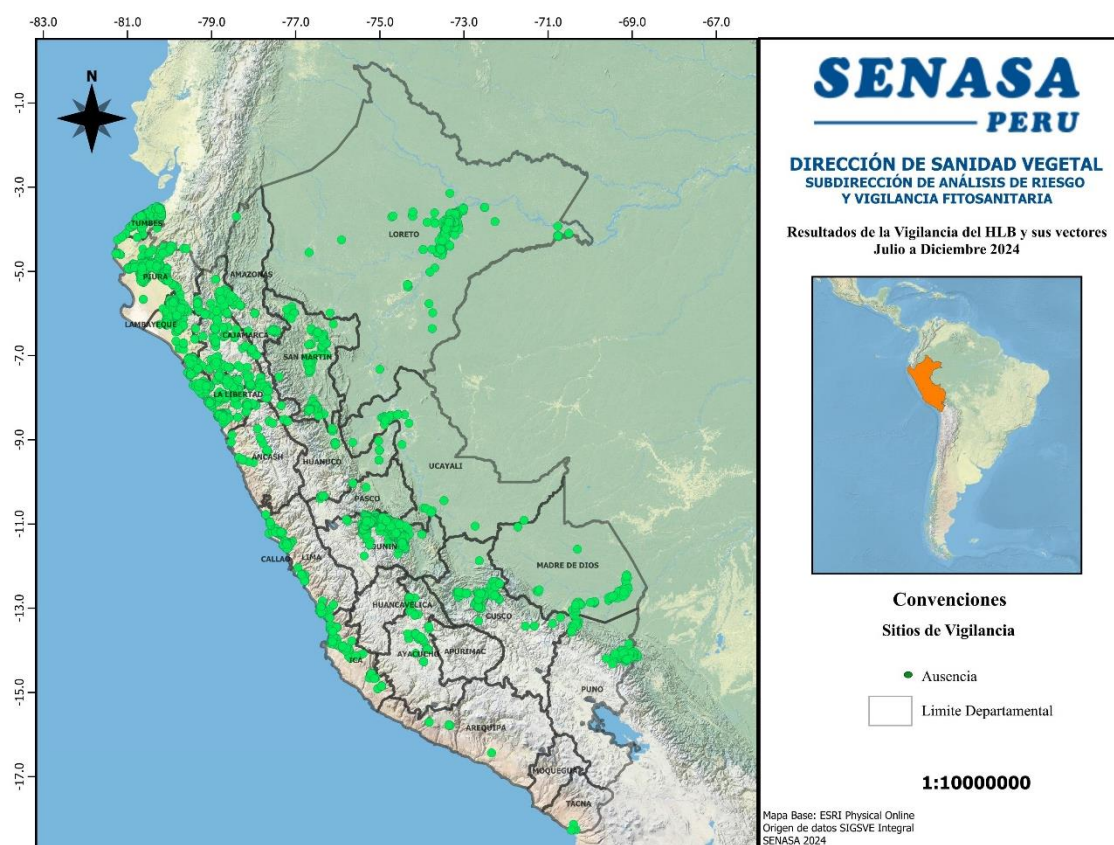 -81.0 -79.0 -77.0 -75.0 -73.0 -71.0 -69.0 -67.0
-1.0
-3.0
-5.0
-7.0
-9.0
-11.0
-13.0
-15.0
-17.0
N
TUMBES
LORETO
PIURA
AMAZONAS
LAMBAYEQUE
CAJAMARCA
SAN MARTIN
LA LIBERTAD
ANCASH
HUANUCO
UCAYALI
PASCO
JUNIN
CALLAO
LIMA
MADRE DE DIOS
HUANCAVELICA
CUSCO
AYACUCHO
APURIMAC
ICA
PUNO
AREQUIPA
MOQUEGUA
TACNA
SENASA
PERU
DIRECCIÓN DE SANIDAD VEGETAL
SUBDIRECCIÓN DE ANÁLISIS DE RIESGO
Y VIGILANCIA FITOSANITARIA
Resultados de la Vigilancia del HLB y sus vectores
Julio a Diciembre 2024
Convenciones
Sitios de Vigilancia
Ausencia
Limite Departamental
1:10000000
Mapa Base: ESRI Physical Online
Origen de datos SIGSVE Integral
SENASA 2024